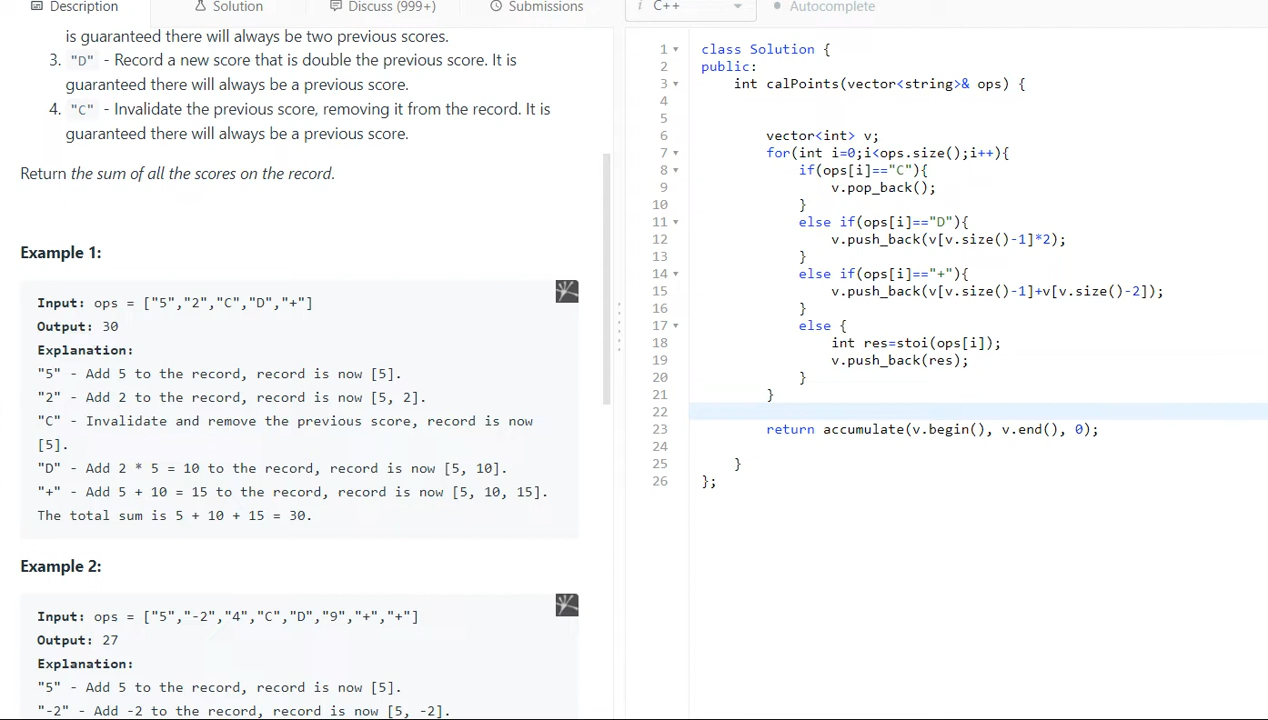 Description Solution Discuss (999+) Submissions i C++ Autocomplete
is guaranteed there will always be two previous scores.
3. "D" - Record a new score that is double the previous score. It is
guaranteed there will always be a previous score.
4. "C" - Invalidate the previous score, removing it from the record. It is
guaranteed there will always be a previous score.
Return the sum of all the scores on the record.
Example 1:
Input: ops = ["5","2","C","D","+"]
Output: 30
Explanation:
"5" - Add 5 to the record, record is now [5].
"2" - Add 2 to the record, record is now [5, 2].
"C" - Invalidate and remove the previous score, record is now
[5].
"D" - Add 2 * 5 = 10 to the record, record is now [5, 10].
"+" - Add 5 + 10 = 15 to the record, record is now [5, 10, 15].
The total sum is 5 + 10 + 15 = 30.
Example 2:
Input: ops = ["5","-2","4","C","D","9","+","+"]
Output: 27
Explanation:
"5" - Add 5 to the record, record is now [5].
"-2" - Add -2 to the record, record is now [5, -2].
1 class Solution {
2 public:
3 int calPoints(vector<string>& ops) {
4
5
6 vector<int> v;
7 for(int i=0;i<ops.size();i++){
8 if(ops[i]=="C"){
9 v.pop_back();
10 }
11 else if(ops[i]=="D"){
12 v.push_back(v[v.size()-1]*2);
13 }
14 else if(ops[i]=="+"){
15 v.push_back(v[v.size()-1]+v[v.size()-2]);
16 }
17 else {
18 int res=stoi(ops[i]);
19 v.push_back(res);
20 }
21 }
22
23 return accumulate(v.begin(), v.end(), 0);
24
25 }
26 };